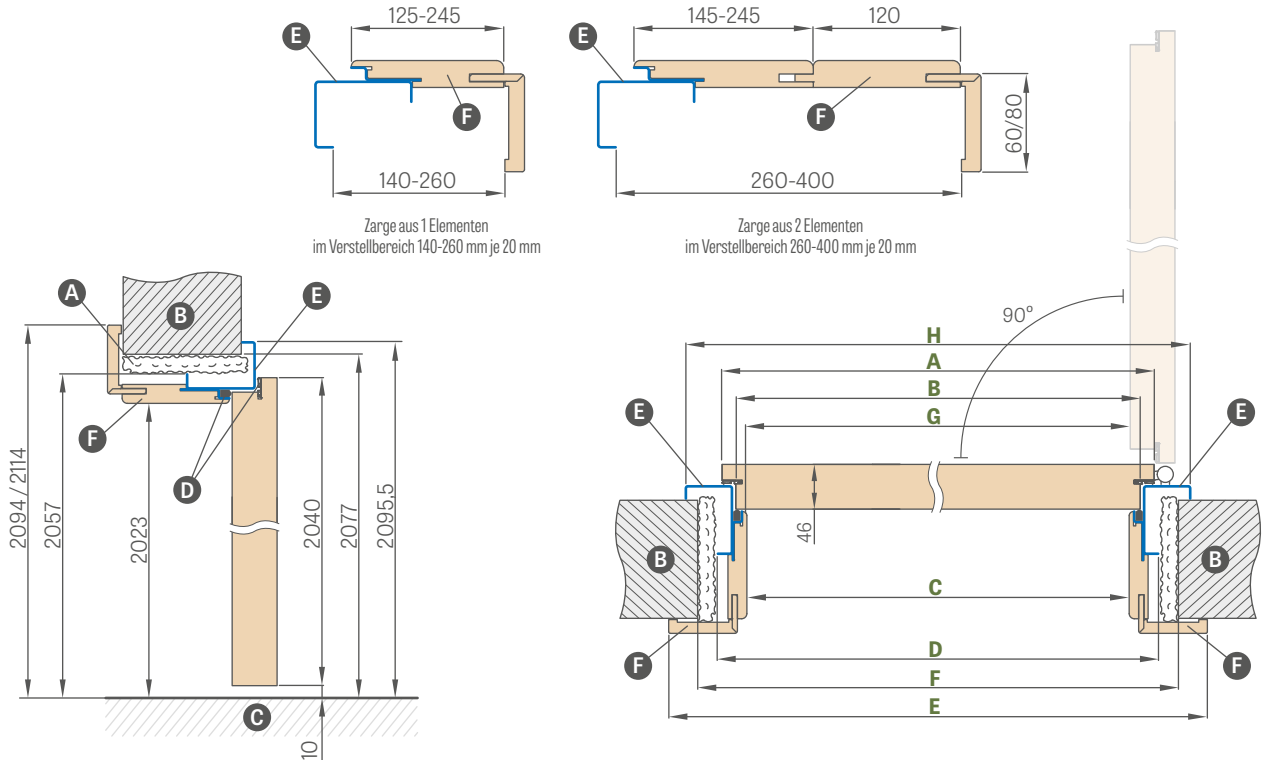 125-245
E
F
140-260
Zarge aus 1 Elementen
im Verstellbereich 140-260 mm je 20 mm
145-245
120
E
F
60/80
260-400
Zarge aus 2 Elementen
im Verstellbereich 260-400 mm je 20 mm
A
B
E
F
D
2094 / 2114
2057
2023
2040
2077
2095,5
C
10
90°
H
A
B
G
E
E
46
B
B
C
D
F
F
F
E